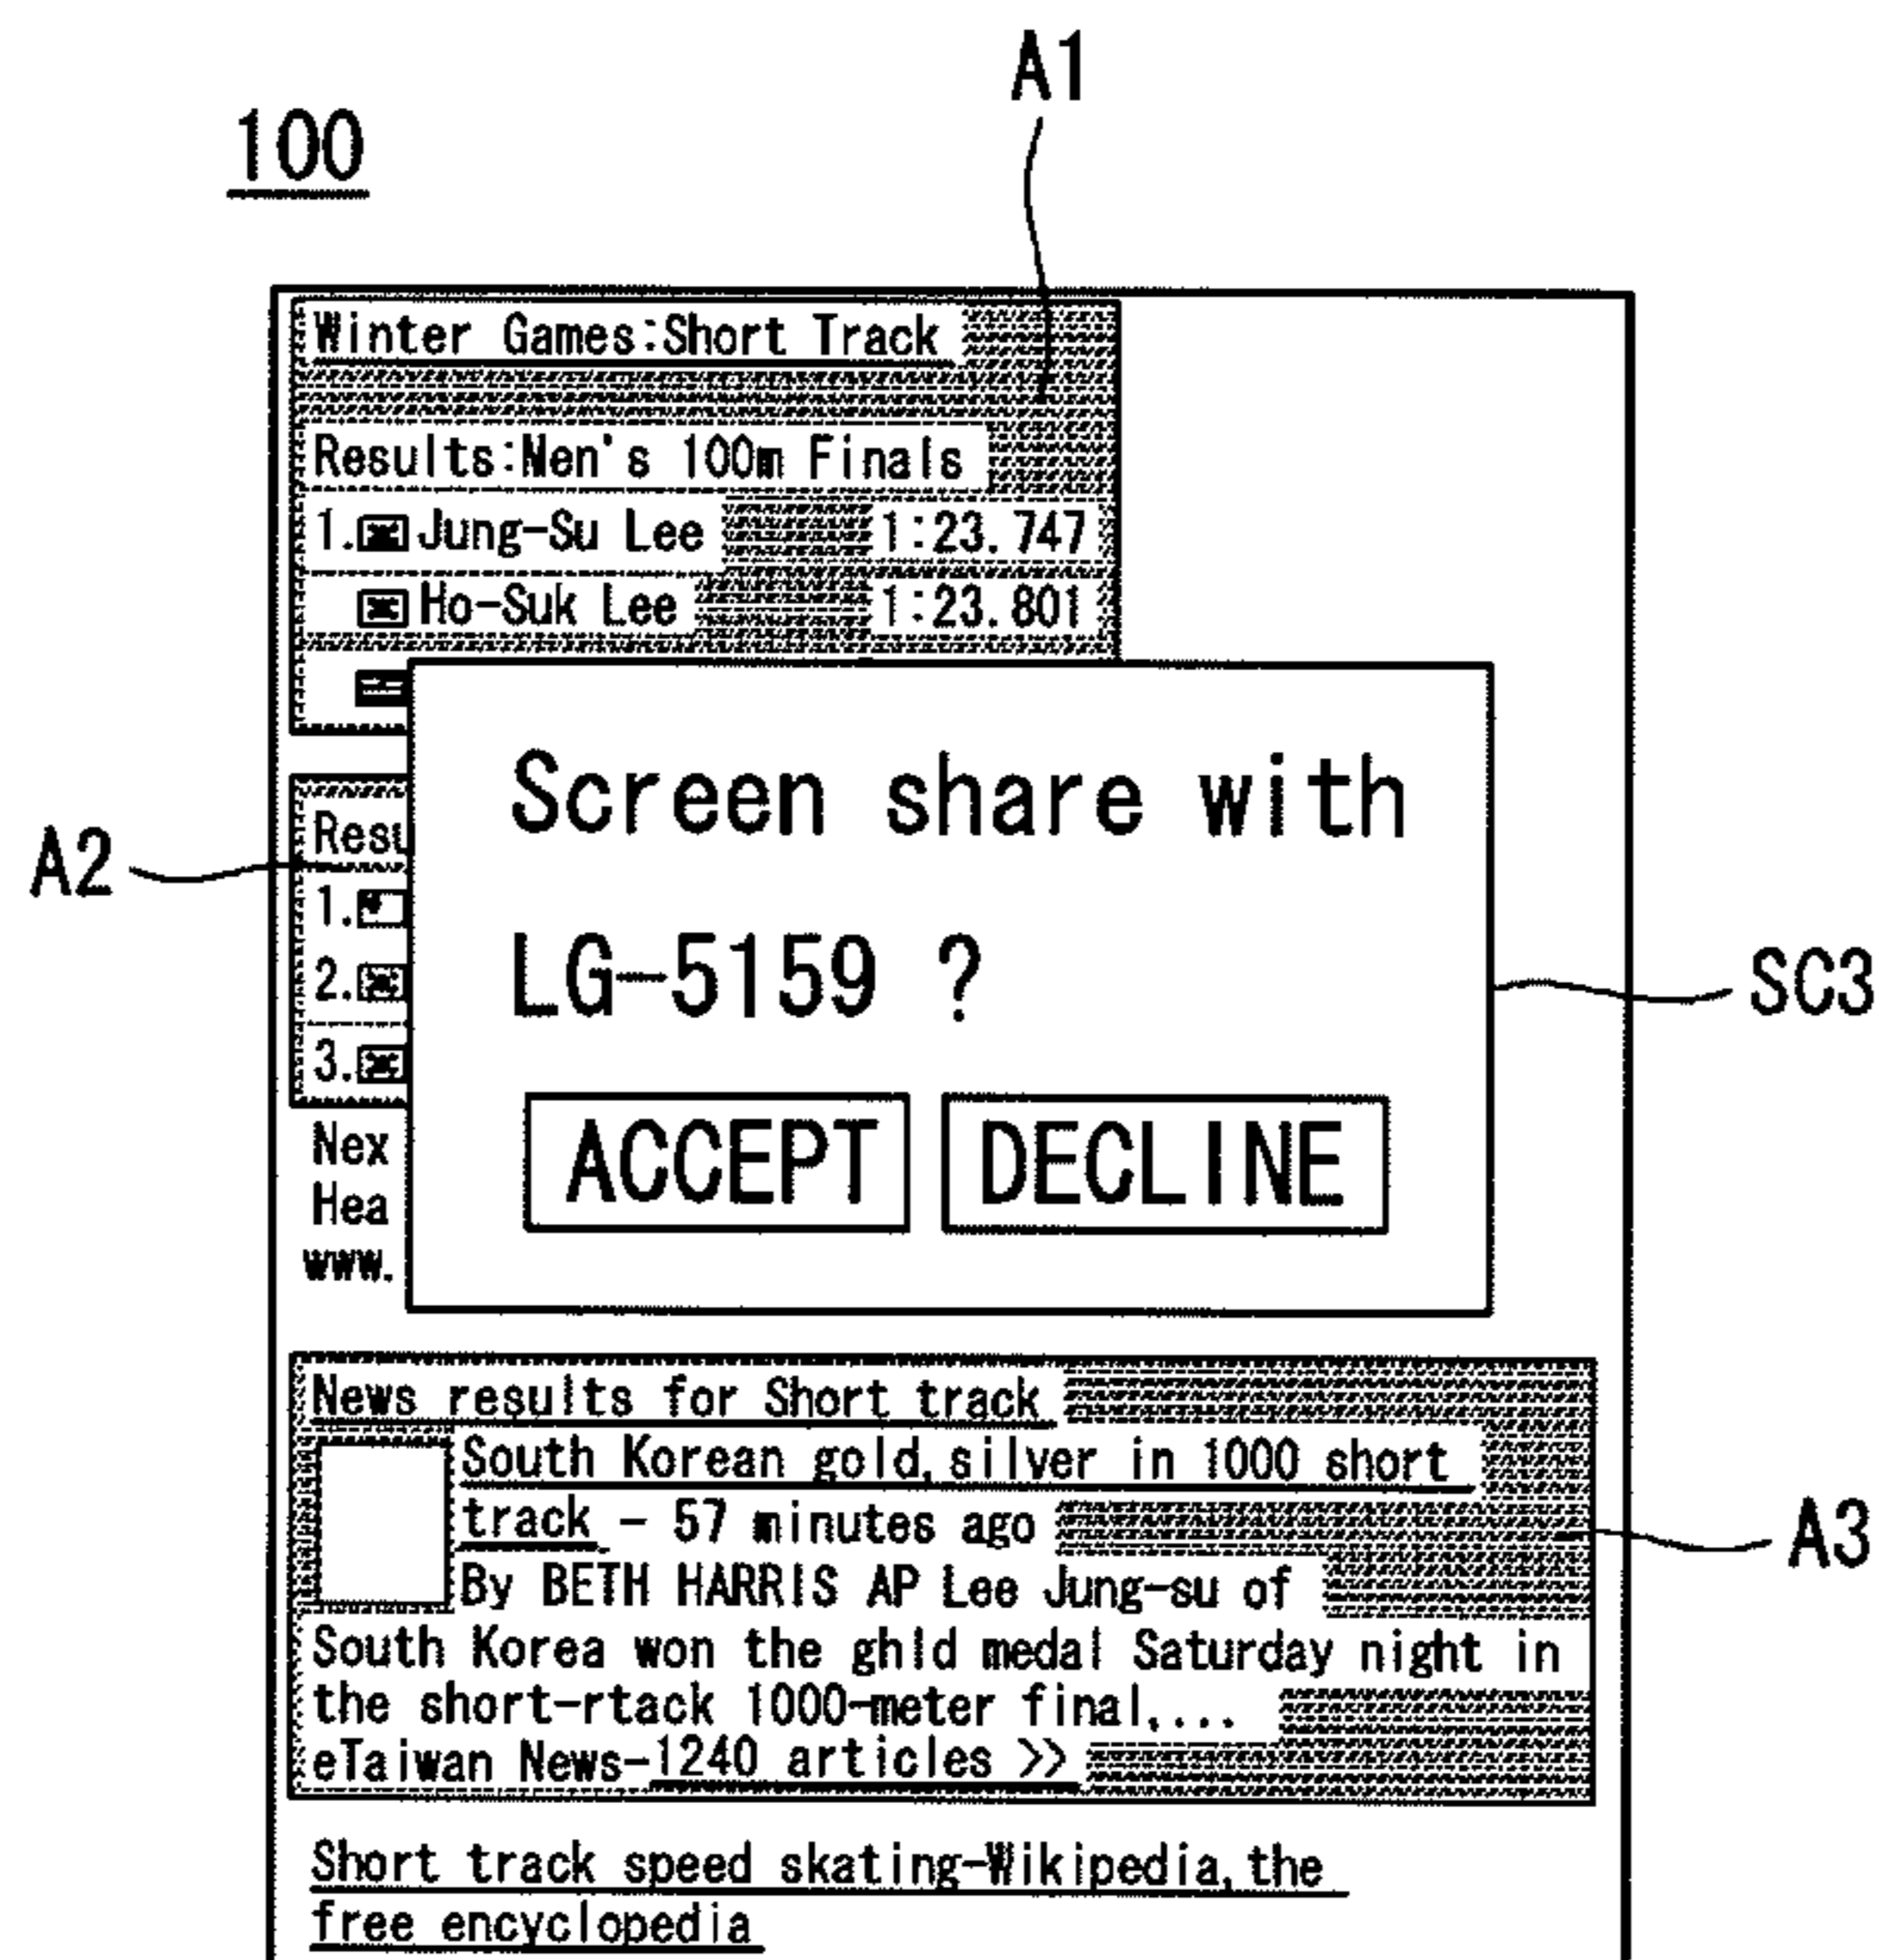 A1
100
Winter Games:Short Track
Results:Men's 100m Finals
1. Jung-Su Lee 1:23.747
Ho-Suk Lee 1:23.801
Screen share with
LG-5159 ?
ACCEPT DECLINE
SC3
A2
Resu
1.
2.
3.
Nex
Hea
www.
News results for Short track
South Korean gold,silver in 1000 short
track - 57 minutes ago
A3
By BETH HARRIS AP Lee Jung-su of
South Korea won the ghld medal Saturday night in
the short-rtack 1000-meter final,...
eTaiwan News-1240 articles >>
Short track speed skating-Wikipedia,the
free encyclopedia